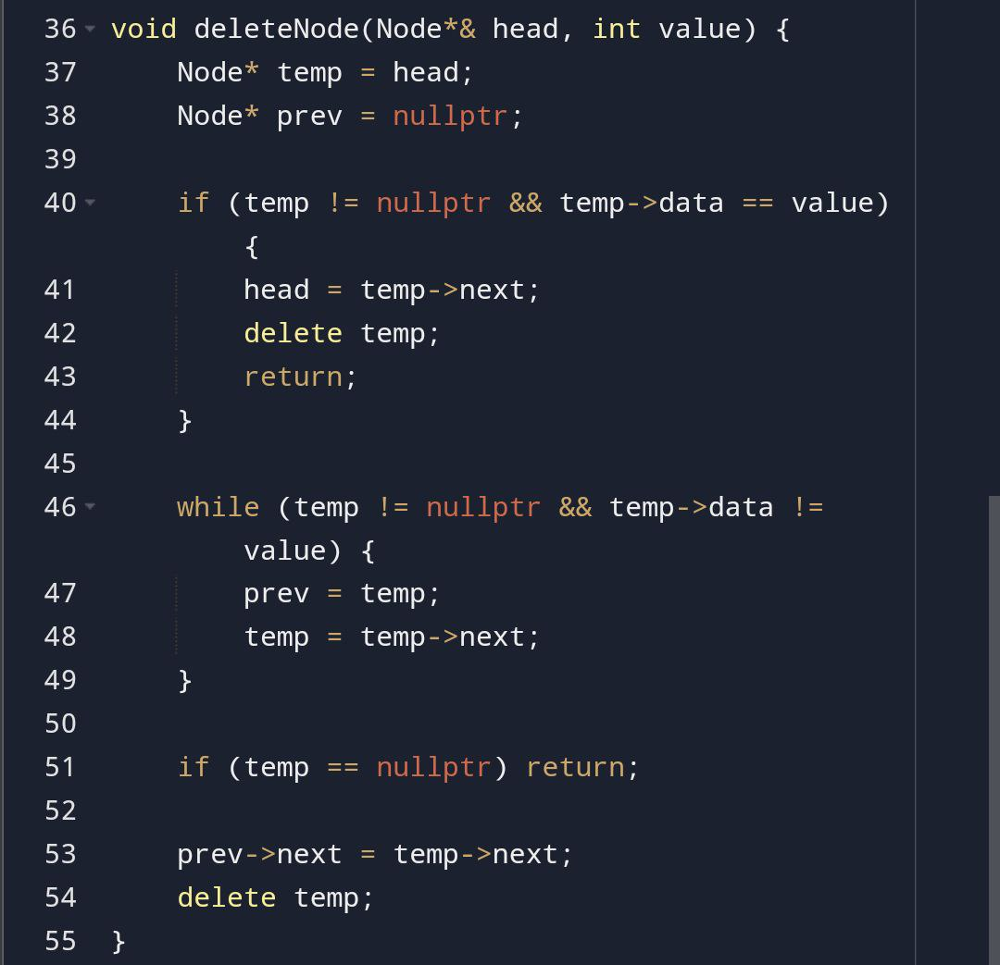 36 void deleteNode(Node*& head, int value) {
37     Node* temp = head;
38     Node* prev = nullptr;
39
40     if (temp != nullptr && temp->data == value)
        {
41         head = temp->next;
42         delete temp;
43         return;
44     }
45
46     while (temp != nullptr && temp->data !=
        value) {
47         prev = temp;
48         temp = temp->next;
49     }
50
51     if (temp == nullptr) return;
52
53     prev->next = temp->next;
54     delete temp;
55 }